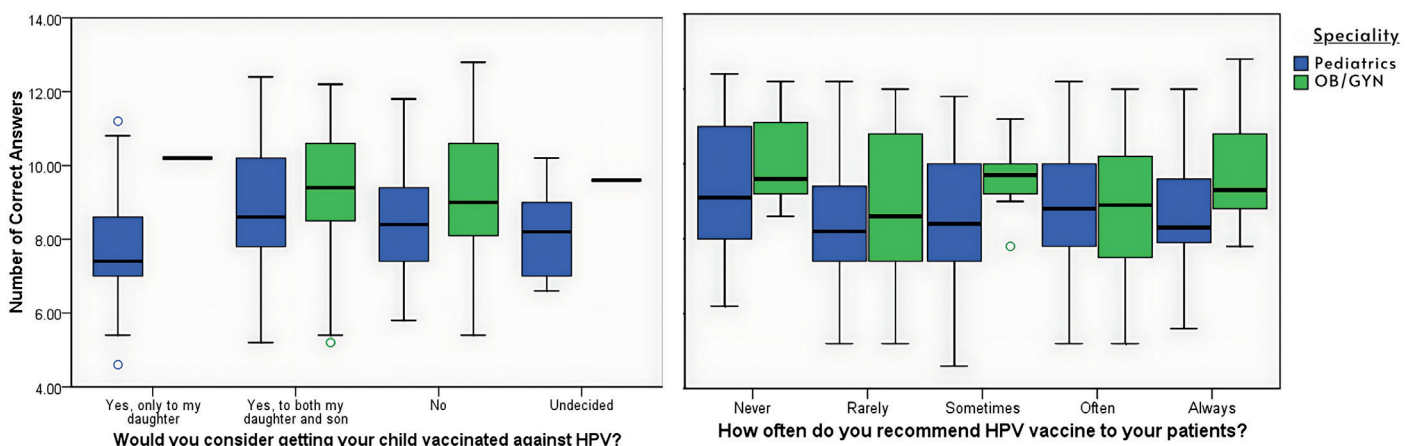 14.00
12.00
10.00
8.00
6.00
4.00
Number of Correct Answers
Yes, only to my
daughter
Yes, to both my
daughter and son
No
Undecided
Would you consider getting your child vaccinated against HPV?
Never
Rarely
Sometimes
Often
Always
How often do you recommend HPV vaccine to your patients?
Speciality
Pediatrics
OB/GYN